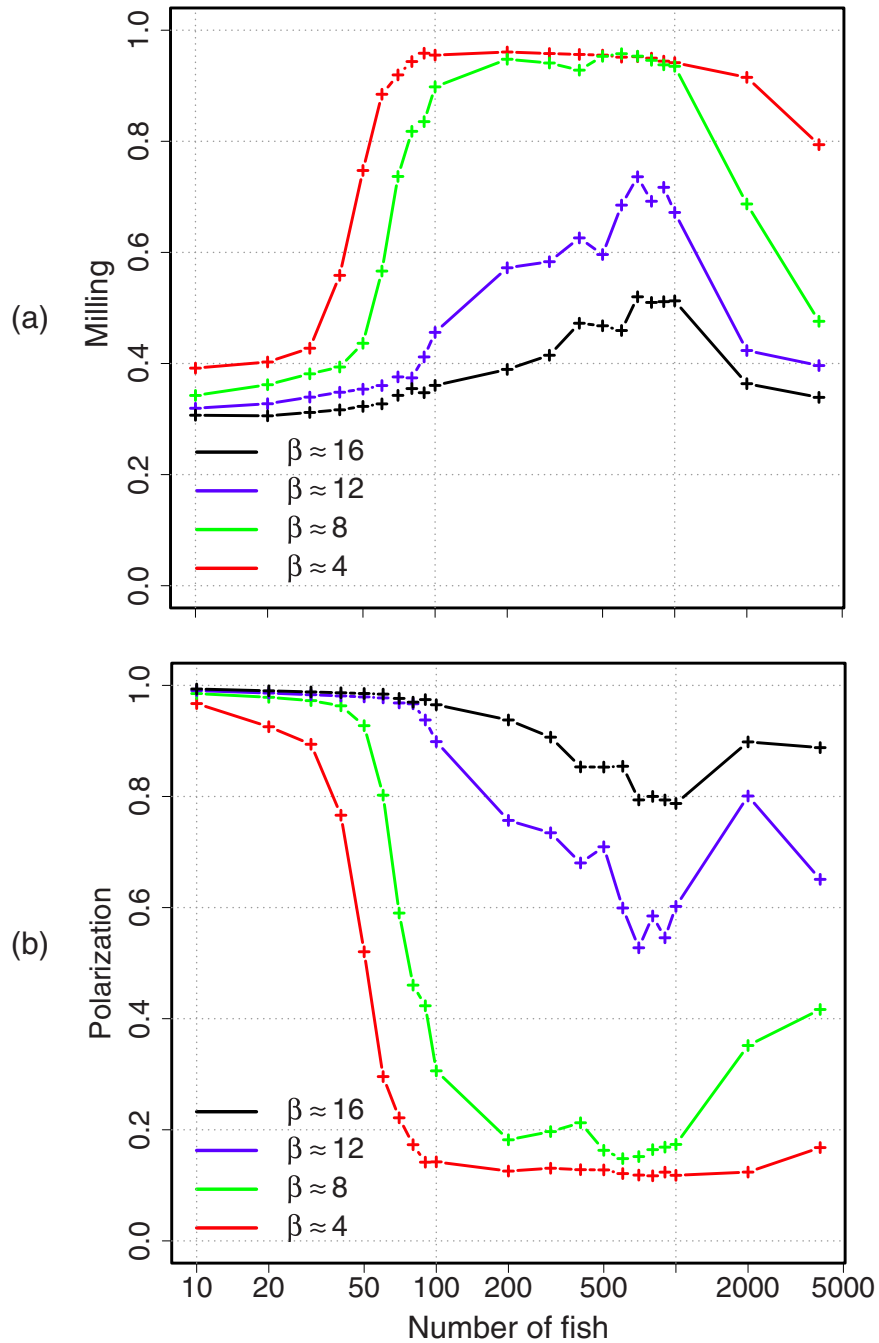 (a)
Milling
1.0
0.8
0.6
0.4
0.2
0.0
β ≈ 16
β ≈ 12
β ≈ 8
β ≈ 4
(b)
Polarization
1.0
0.8
0.6
0.4
0.2
0.0
β ≈ 16
β ≈ 12
β ≈ 8
β ≈ 4
10 20 50 100 200 500 2000 5000
Number of fish